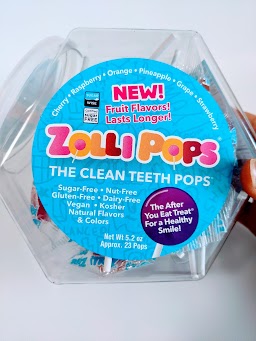 Cherry • Raspberry • Orange • Pineapple • Grape • Strawberry
NEW!
Fruit Flavors!
Lasts Longer!
ZOLLI POPS
THE CLEAN TEETH POPS
Sugar-Free • Nut-Free
Gluten-Free • Dairy-Free
Vegan • Kosher
Natural Flavors
& Colors
The After
You Eat Treat®
For a Healthy
Smile!
Net Wt 5.2 oz
Approx. 23 Pops